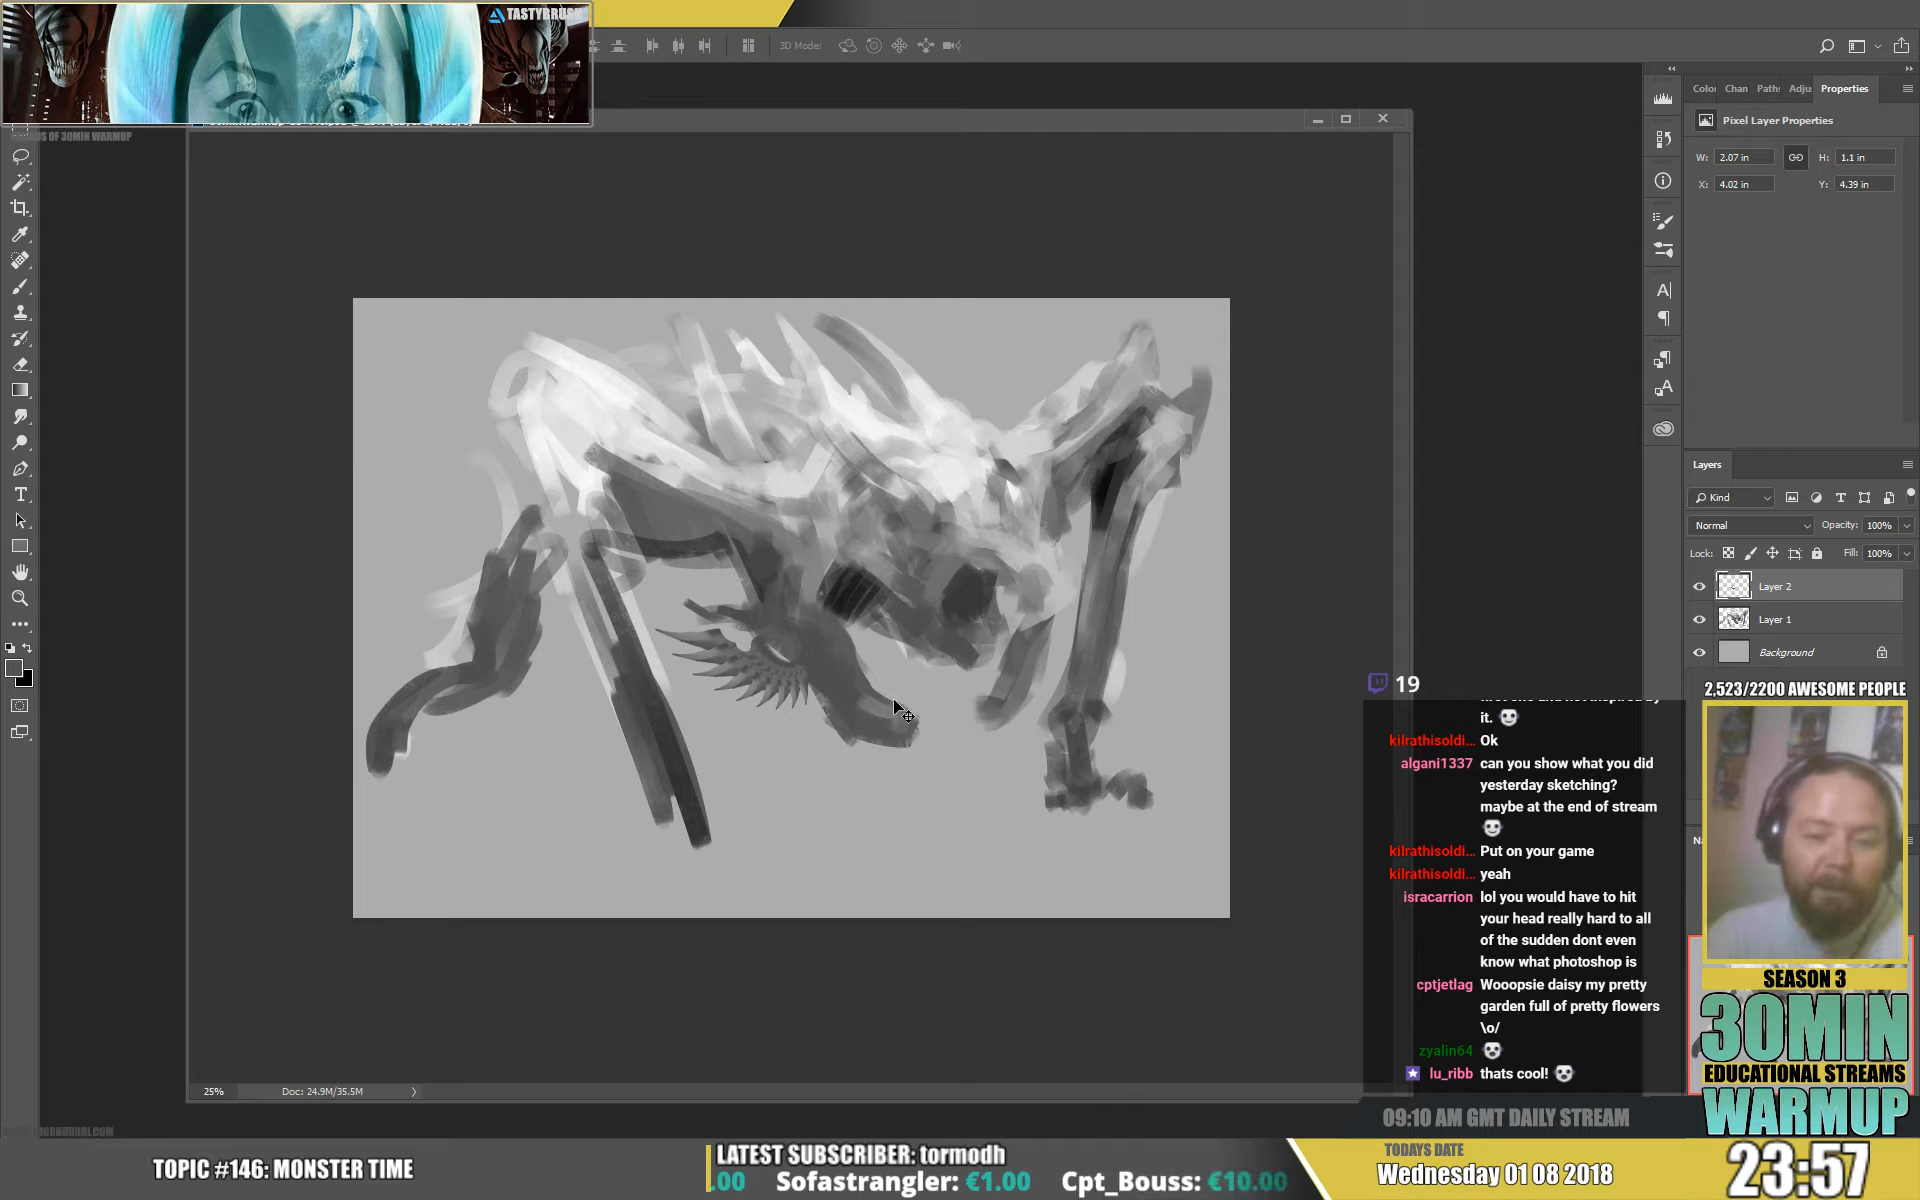 TASTYBRUSH
3D Mode:
OF 30MIN WARMUP
Chan
Properties
Pixel Layer Properties
W: 2.07 in
H: 1.1 in
X: 4.02 in
Y: 4.39 in
Layers
Kind
Normal
Opacity: 100%
Lock:
Fill: 100%
Layer 2
Layer 1
Background
2,523/2200 AWESOME PEOPLE
19
it.
kilrathisoldi... Ok
algani1337 can you show what you did
yesterday sketching?
maybe at the end of stream
kilrathisoldi... Put on your game
kilrathisoldi... yeah
isracarrion lol you would have to hit
your head really hard to all
of the sudden dont even
know what photoshop is
cptjetlag Wooopsie daisy my pretty
garden full of pretty flowers
\o/
zyalin64
lu_ribb thats cool!
SEASON 3
30MIN
EDUCATIONAL STREAMS
WARMUP
25%
Doc: 24.9M/35.5M
09:10 AM GMT DAILY STREAM
TOPIC #146: MONSTER TIME
LATEST SUBSCRIBER: tormodh
.00 Sofastrangler: €1.00 Cpt_Bouss: €10.00
TODAYS DATE
Wednesday 01 08 2018
23:57